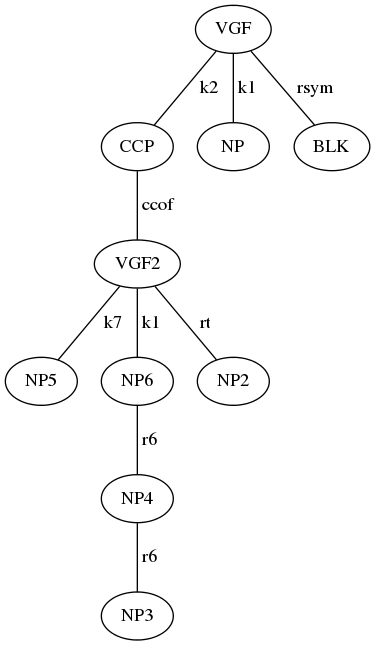 VGF
k2 k1 rsym
CCP NP BLK
ccof
VGF2
k7 k1 rt
NP5 NP6 NP2
r6
NP4
r6
NP3